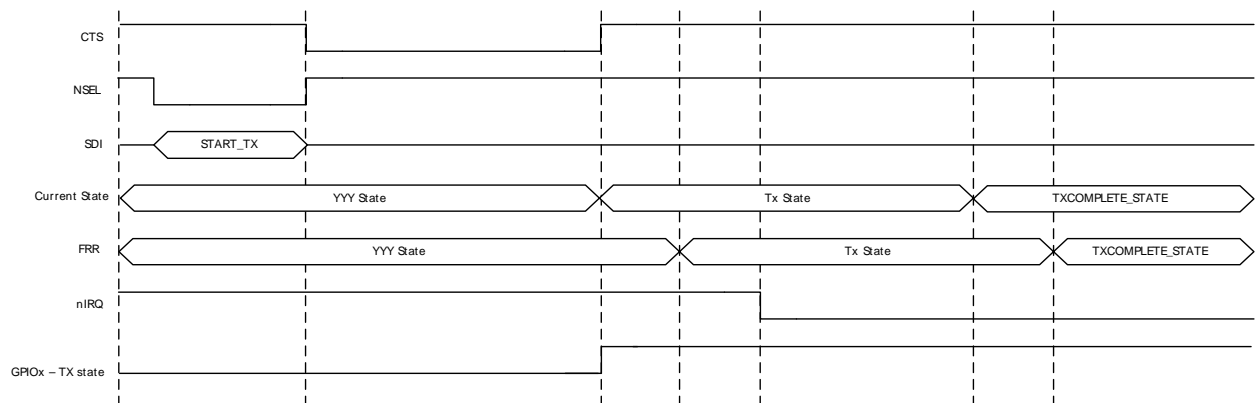 CTS
NSEL
SDI
START_TX
Current State
YYY State
Tx State
TXCOMPLETE_STATE
FRR
YYY State
Tx State
TXCOMPLETE_STATE
nIRQ
GPIOx – TX state